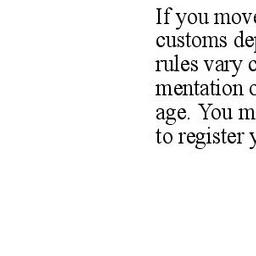 If you move
customs dep
rules vary c
mentation o
age. You m
to register y